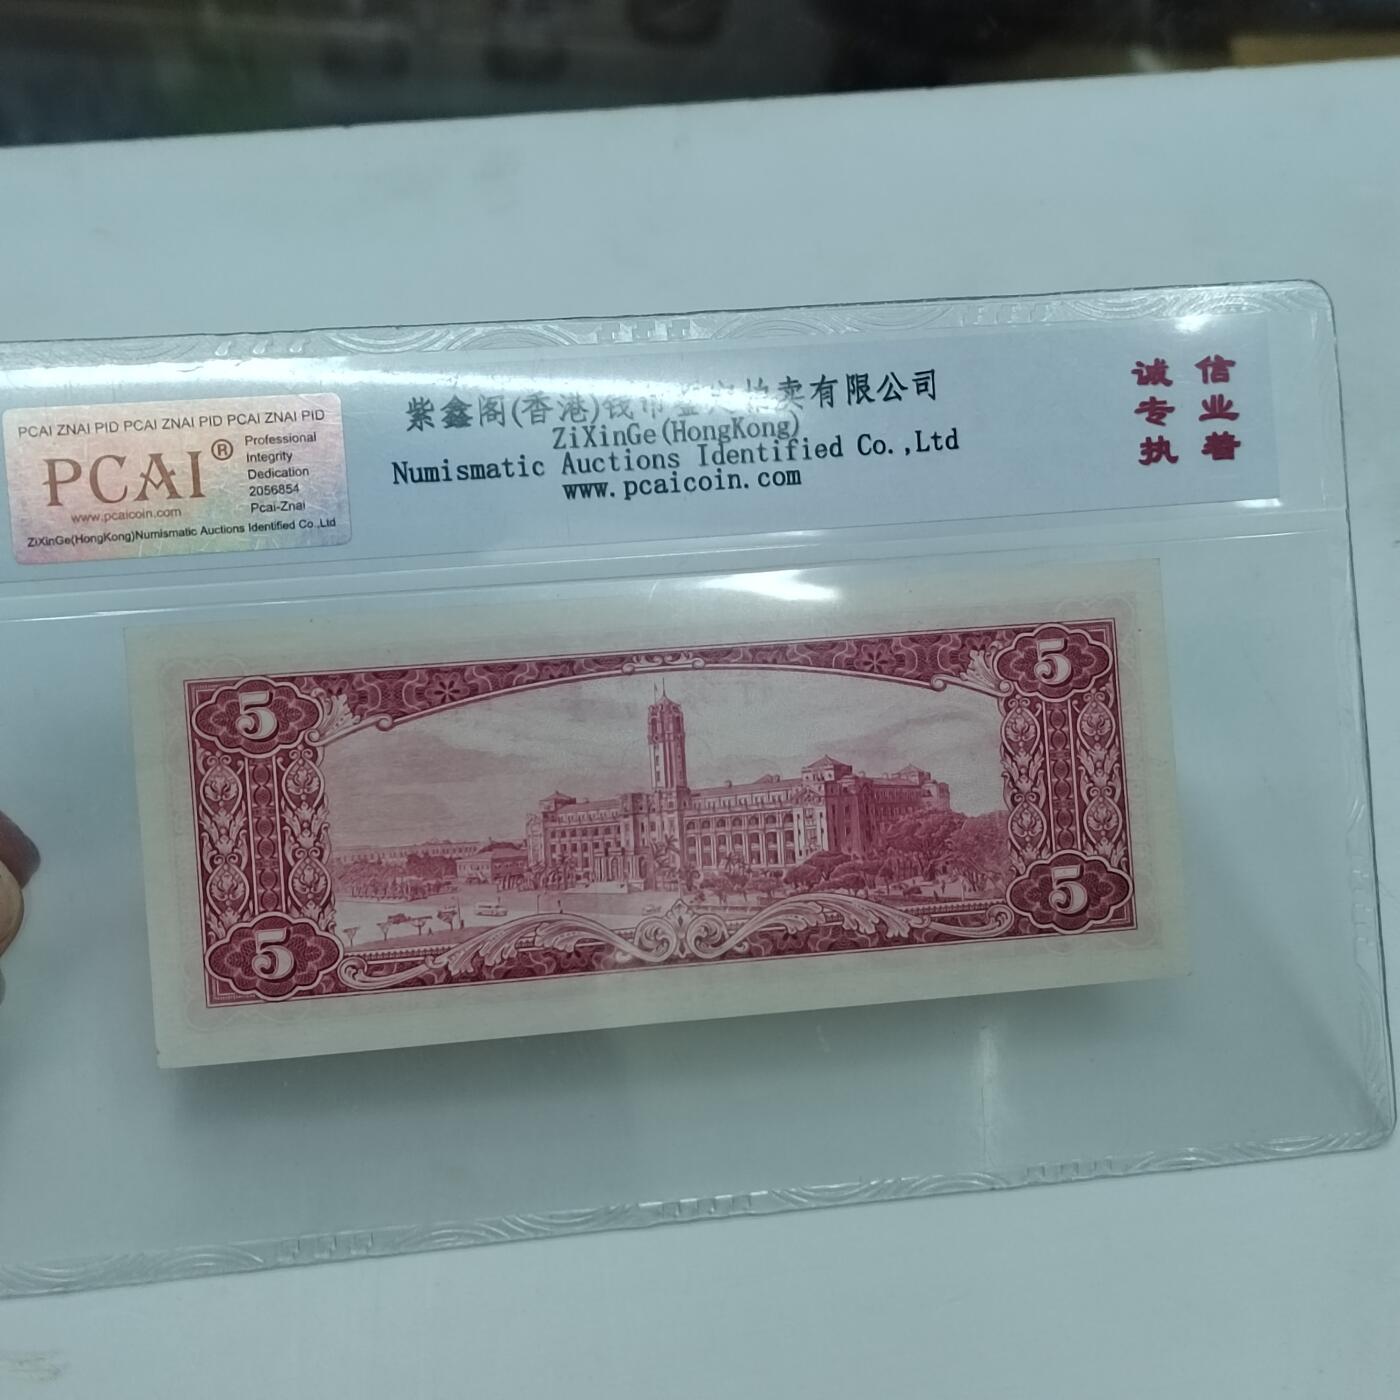 PCAI ZNAI PID PCAI ZNAI PID PCAI ZNAI PID
PCAI®
Professional
Integrity
Dedication
2056854
Pcai-Znai
www.pcaicoin.com
ZiXinGe(HongKong)Numismatic Auctions Identified Co.,Ltd
紫鑫阁(香港)钱币鉴定拍卖有限公司
ZiXinGe(HongKong)
Numismatic Auctions Identified Co.,Ltd
www.pcaicoin.com
诚信
专业
执着
5
5
5
5